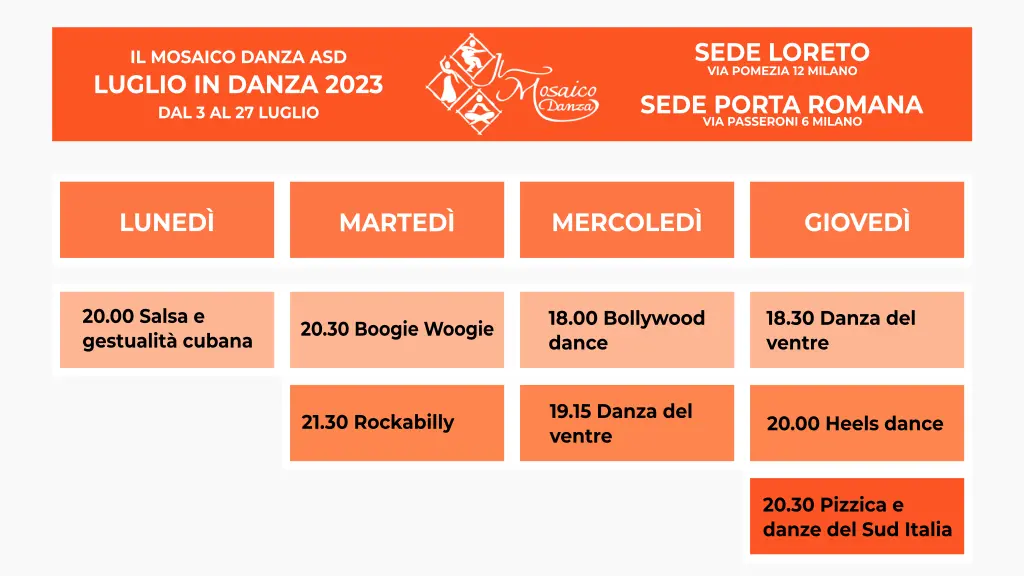 IL MOSAICO DANZA ASD
LUGLIO IN DANZA 2023
DAL 3 AL 27 LUGLIO
Il Mosaico
Danza
SEDE LORETO
VIA POMEZIA 12 MILANO
SEDE PORTA ROMANA
VIA PASSERONI 6 MILANO
LUNEDÌ
MARTEDÌ
MERCOLEDÌ
GIOVEDÌ
20.00 Salsa e
gestualità cubana
20.30 Boogie Woogie
18.00 Bollywood
dance
18.30 Danza del
ventre
21.30 Rockabilly
19.15 Danza del
ventre
20.00 Heels dance
20.30 Pizzica e
danze del Sud Italia